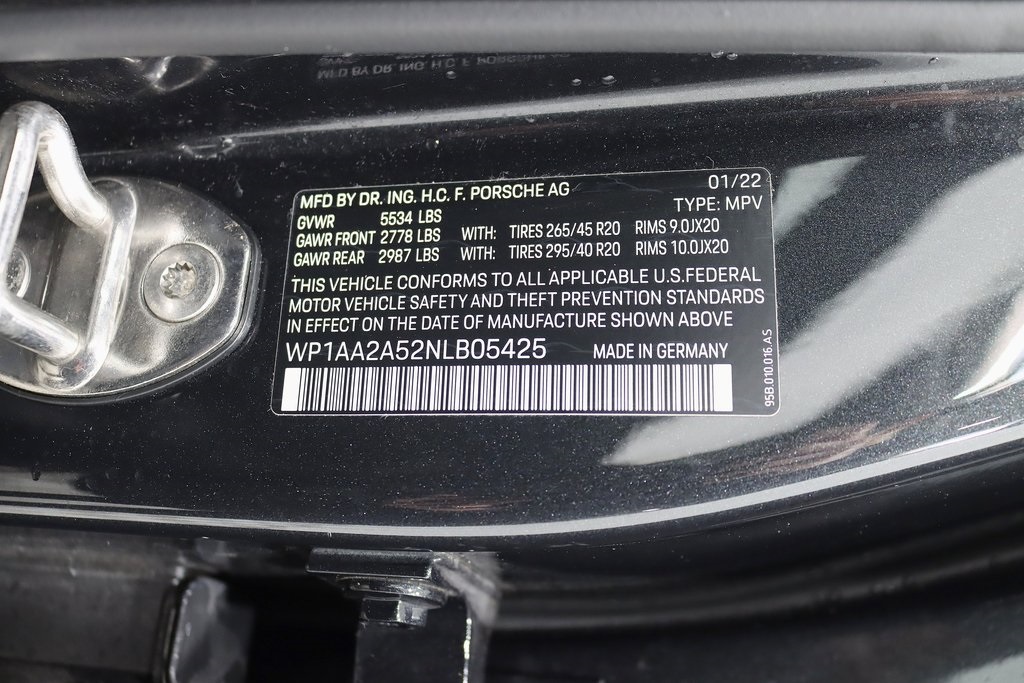 MFD BY DR. ING. H.C. F. PORSCHE AG 01/22
TYPE: MPV
GVWR 5534 LBS
GAWR FRONT 2778 LBS WITH: TIRES 265/45 R20 RIMS 9.0JX20
GAWR REAR 2987 LBS WITH: TIRES 295/40 R20 RIMS 10.0JX20
THIS VEHICLE CONFORMS TO ALL APPLICABLE U.S.FEDERAL
MOTOR VEHICLE SAFETY AND THEFT PREVENTION STANDARDS
IN EFFECT ON THE DATE OF MANUFACTURE SHOWN ABOVE
WP1AA2A52NLB05425 MADE IN GERMANY
95B.010.016.AS